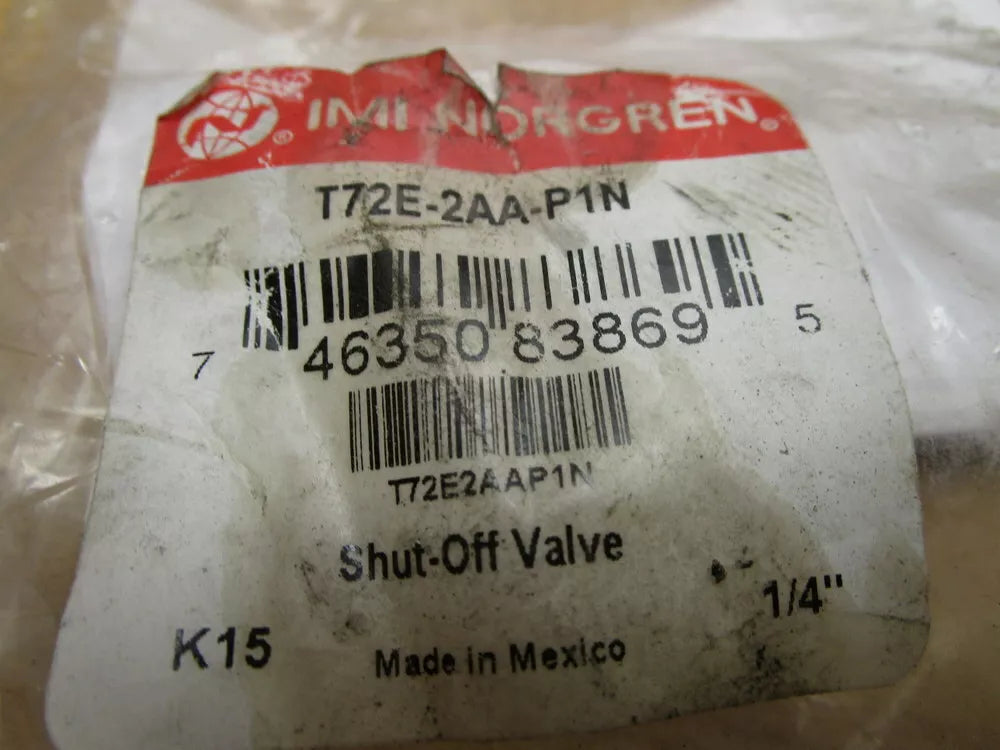 ® IMI NORGREN®
T72E-2AA-P1N
7 46350 83869 5
T72E2AAP1N
Shut-Off Valve
1/4"
K15 Made in Mexico